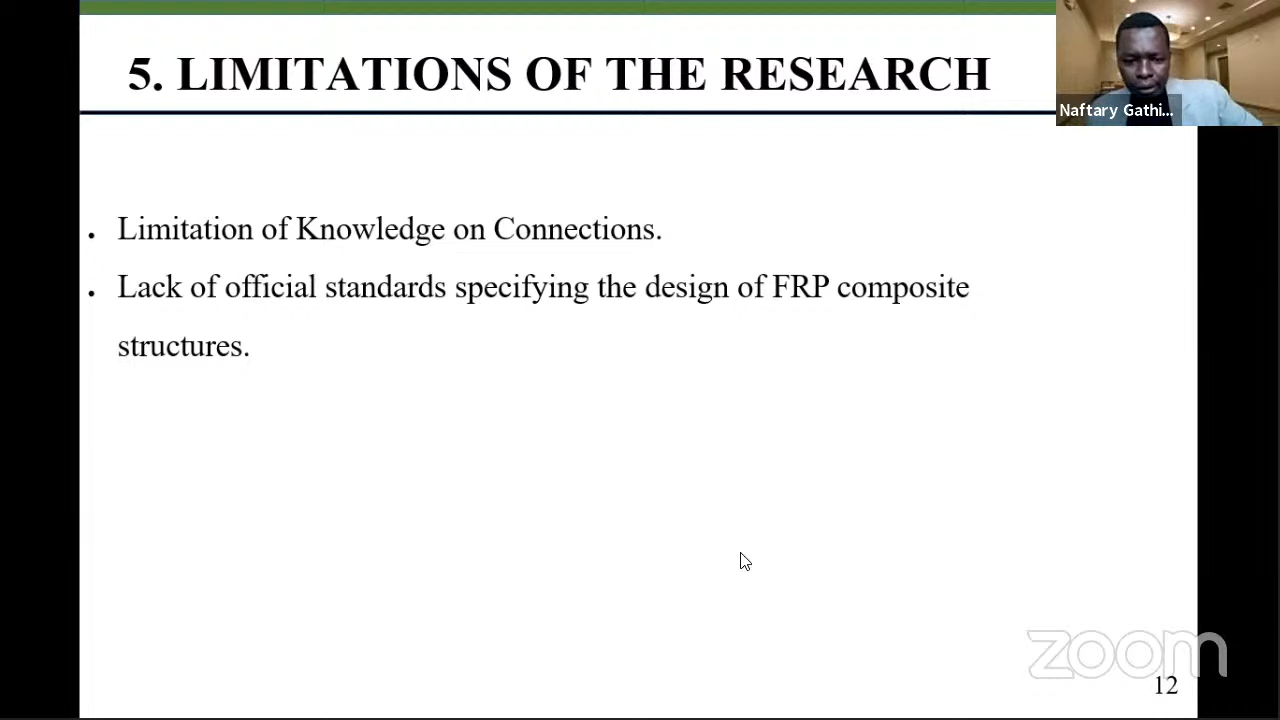 5. LIMITATIONS OF THE RESEARCH
Naftary Gathi...
• Limitation of Knowledge on Connections.
• Lack of official standards specifying the design of FRP composite
structures.
zoom
12